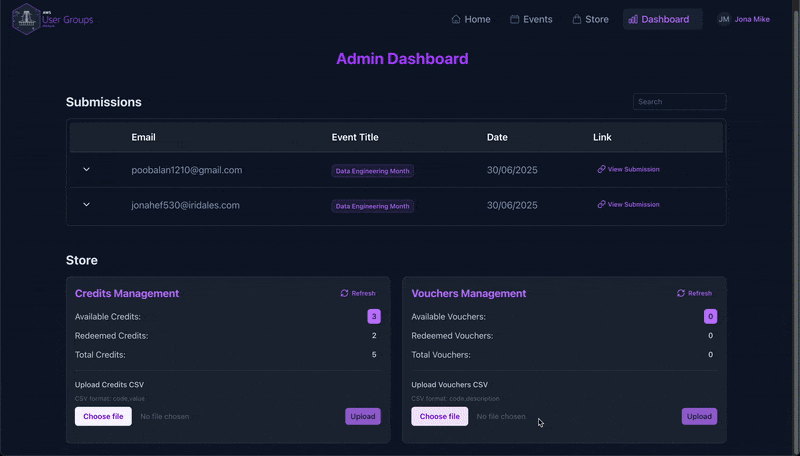 AWS
User Groups
Home
Events
Store
Dashboard
JM
Jona Mike
Admin Dashboard
Submissions
Search
Email Event Title Date Link
poobalan1210@gmail.com Data Engineering Month 30/06/2025 View Submission
jonahef530@iridales.com Data Engineering Month 30/06/2025 View Submission
Store
Credits Management Refresh
Available Credits: 3
Redeemed Credits: 2
Total Credits: 5
Upload Credits CSV
CSV format: code,value
Choose file No file chosen Upload
Vouchers Management Refresh
Available Vouchers: 0
Redeemed Vouchers: 0
Total Vouchers: 0
Upload Vouchers CSV
CSV format: code,description
Choose file No file chosen Upload